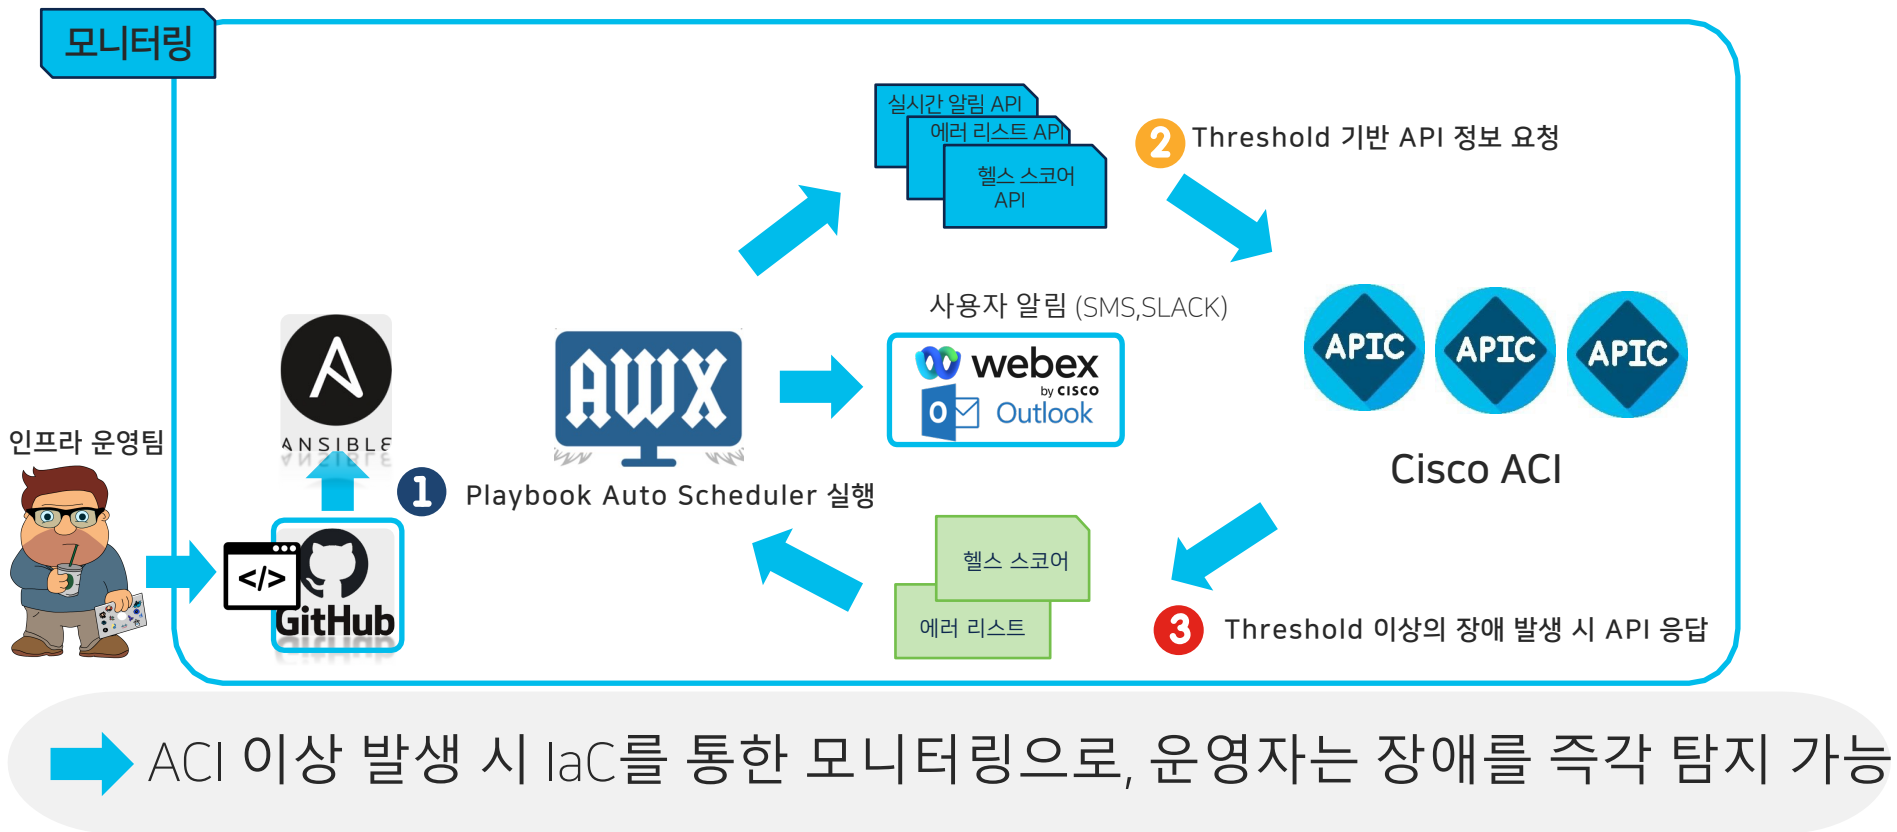 모니터링
실시간 알림 API
에러 리스트 API
헬스 스코어
API
2
Threshold 기반 API 정보 요청
사용자 알림 (SMS,SLACK)
webex
by CISCO
Outlook
AWX
APIC
APIC
APIC
Cisco ACI
ANSIBLE
인프라 운영팀
1
Playbook Auto Scheduler 실행
</>
GitHub
헬스 스코어
에러 리스트
3
Threshold 이상의 장애 발생 시 API 응답
ACI 이상 발생 시 IaC를 통한 모니터링으로, 운영자는 장애를 즉각 탐지 가능